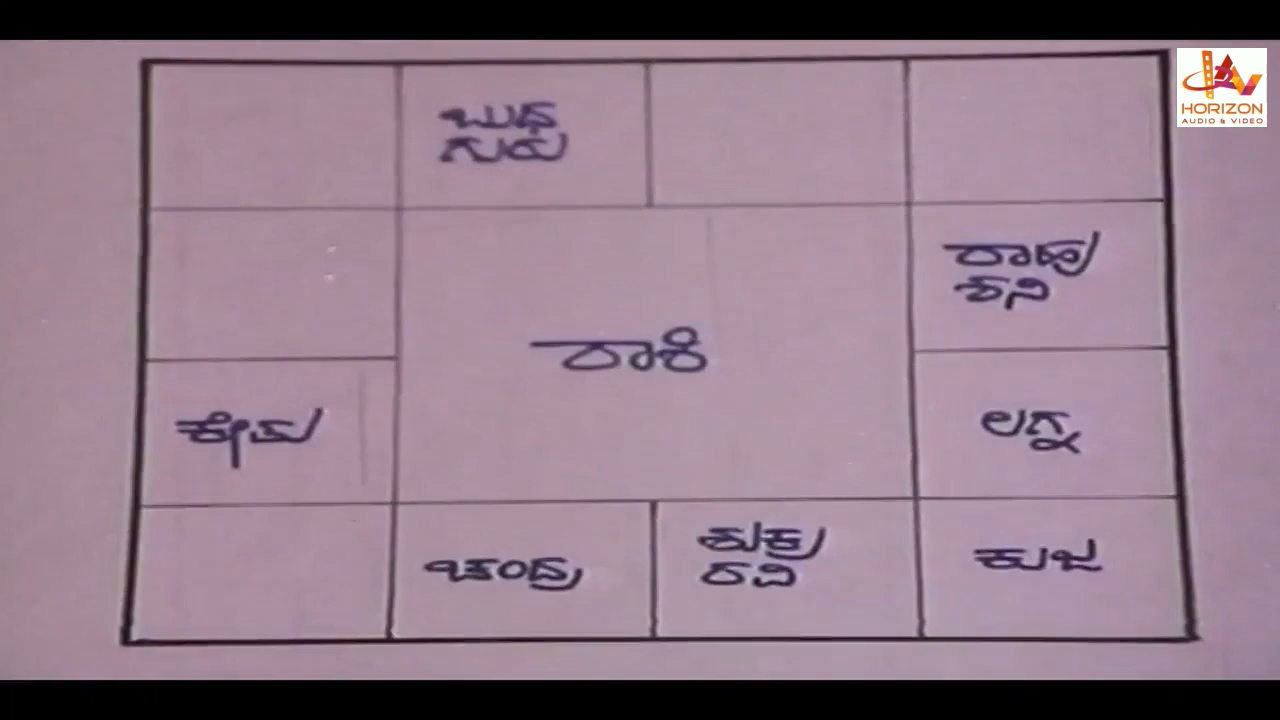 HORIZON
AUDIO & VIDEO
ಬುಧ
ಗುರು
ರಾಹು
ಶನಿ
ರಾಶಿ
ಕೇತು
ಲಗ್ನ
ಚಂದ್ರ
ಶುಕ್ರ
ರವಿ
ಕುಜ